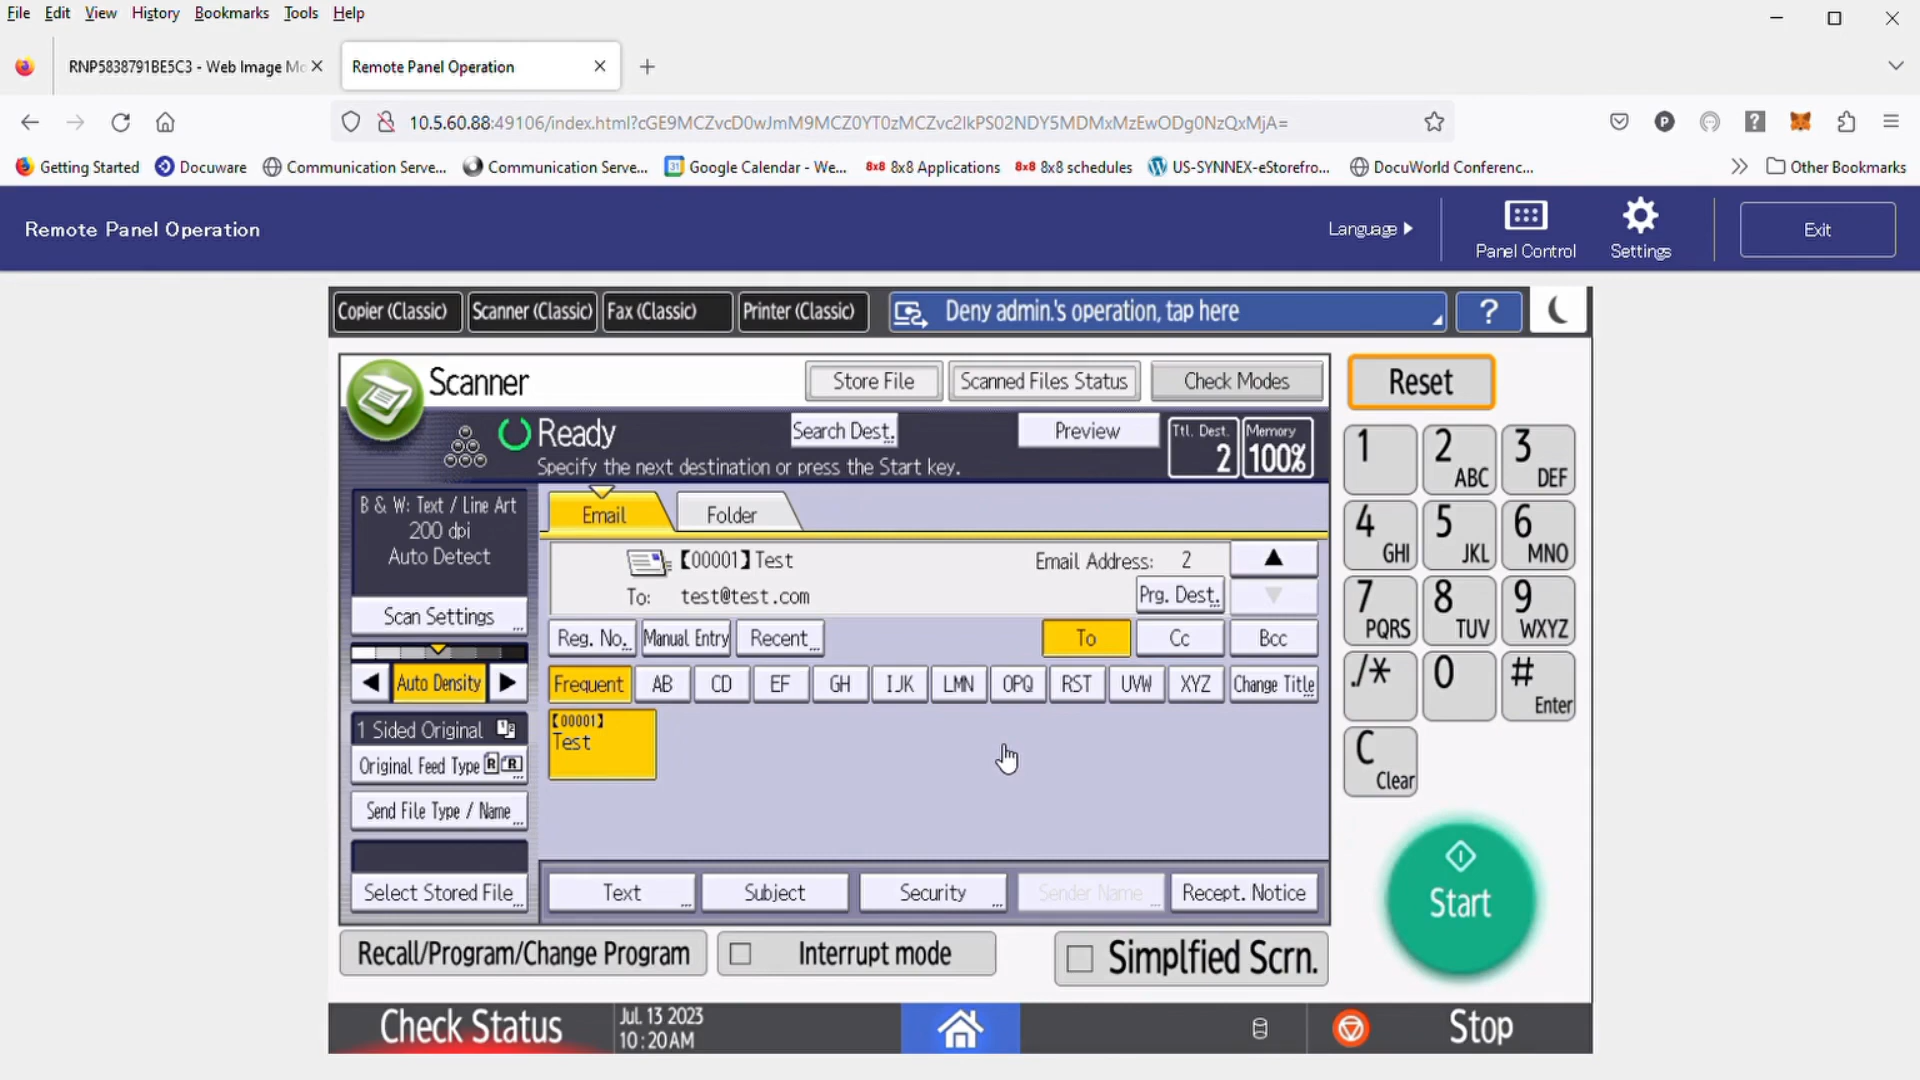 File Edit View History Bookmarks Tools Help
RNP5838791BE5C3 - Web Image Mo
Remote Panel Operation
10.5.60.88:49106/index.html?cGE9MCZvcD0wJmM9MCZ0YT0zMCZvc2lkPS02NDY5MDMxMzEwODg0NzQxMjA=
Getting Started Docuware Communication Serve... Communication Serve... Google Calendar - We... 8x8 8x8 Applications 8x8 8x8 schedules US-SYNNEX-eStorefro... DocuWorld Conferenc... Other Bookmarks
Remote Panel Operation
Language
Panel Control
Settings
Exit
Copier (Classic) Scanner (Classic) Fax (Classic) Printer (Classic) Deny admin.'s operation, tap here ?
Scanner
Store File Scanned Files Status Check Modes
Reset
Ready
Search Dest. Preview
Ttl. Dest. 2
Memory 100%
Specify the next destination or press the Start key.
B & W: Text / Line Art
200 dpi
Auto Detect
Scan Settings
Auto Density
1 Sided Original
Original Feed Type
Send File Type / Name
Select Stored File
Email Folder
【00001】Test
Email Address: 2
To: test@test.com
Prg. Dest.
Reg. No. Manual Entry Recent To Cc Bcc
Frequent AB CD EF GH IJK LMN OPQ RST UVW XYZ Change Title
【00001】
Test
Text Subject Security Sender Name Recept. Notice
Recall/Program/Change Program Interrupt mode Simplfied Scrn.
1
2 ABC
3 DEF
4 GHI
5 JKL
6 MNO
7 PQRS
8 TUV
9 WXYZ
./*
0
# Enter
C Clear
Start
Check Status
Jul. 13 2023
10:20AM
Stop